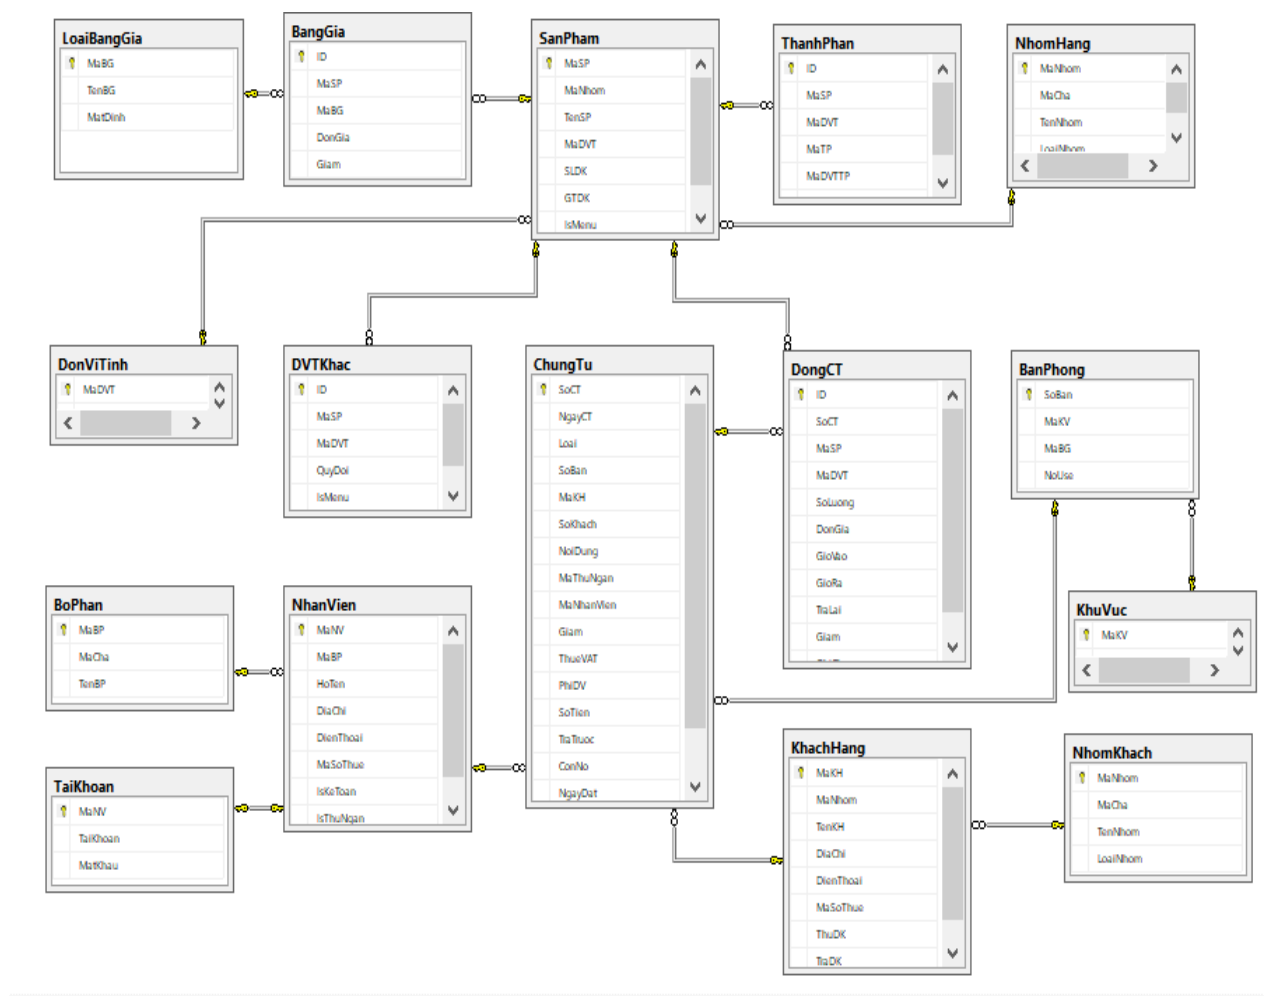 LoaiBangGia
MaBG
TenBG
MatDinh
BangGia
ID
MaSP
MaBG
DonGia
Giam
SanPham
MaSP
MaNhom
TenSP
MaDVT
SLDK
GTDK
IsMenu
ThanhPhan
ID
MaSP
MaDVT
MaTP
MaDVTTP
NhomHang
MaNhom
MaCha
TenNhom
LoaiNhom
DonViTinh
MaDVT
DVTKhac
ID
MaSP
MaDVT
QuyDoi
IsMenu
ChungTu
SoCT
NgayCT
Loai
SoBan
MaKH
SoKhach
NoiDung
MaThuNgan
MaNhanVien
Giam
ThueVAT
PhiDV
SoTien
TraTruoc
ConNo
NgayDat
DongCT
ID
SoCT
MaSP
MaDVT
SoLuong
DonGia
GioVao
GioRa
TraLai
Giam
BanPhong
SoBan
MaKV
MaBG
NoUse
BoPhan
MaBP
MaCha
TenBP
NhanVien
MaNV
MaBP
HoTen
DiaChi
DienThoai
MaSoThue
IsKeToan
IsThuNgan
KhuVuc
MaKV
TaiKhoan
MaNV
TaiKhoan
MatKhau
KhachHang
MaKH
MaNhom
TenKH
DiaChi
DienThoai
MaSoThue
ThuDK
TraDK
NhomKhach
MaNhom
MaCha
TenNhom
LoaiNhom